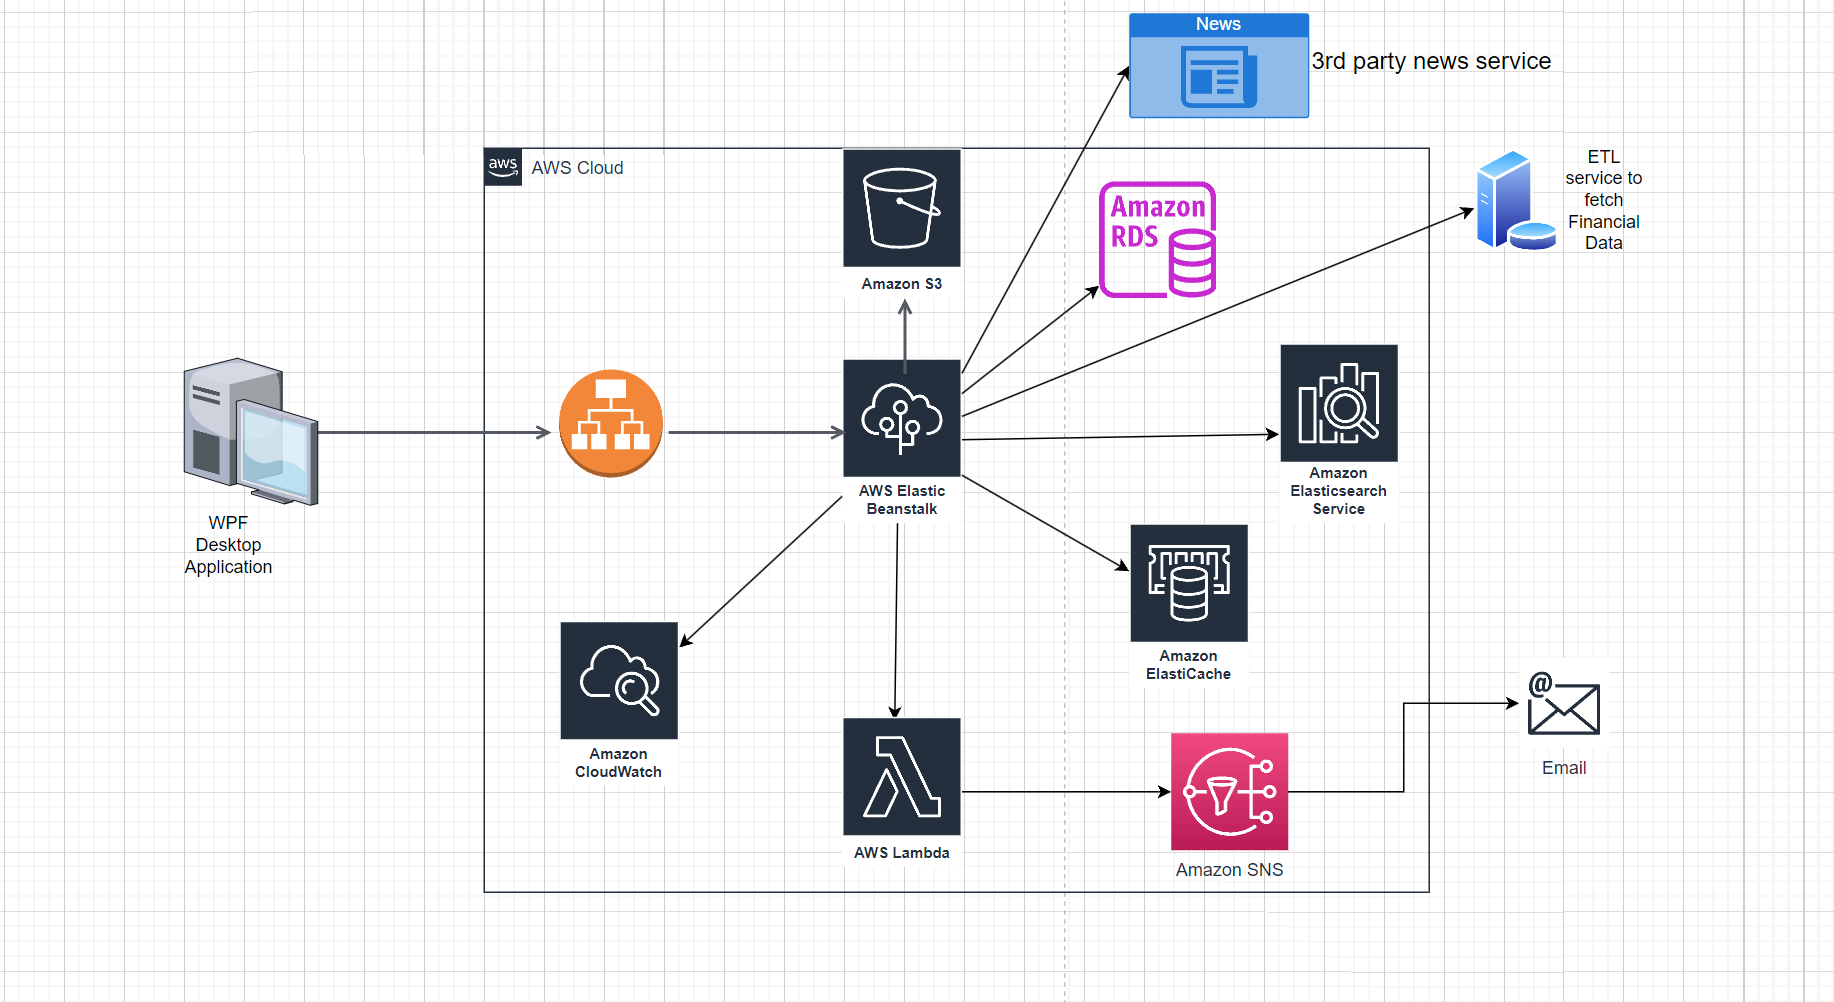 News
3rd party news service
aws
AWS Cloud
Amazon S3
Amazon
RDS
ETL
service to
fetch
Financial
Data
WPF
Desktop
Application
AWS Elastic
Beanstalk
Amazon
Elasticsearch
Service
Amazon
ElastiCache
Amazon
CloudWatch
AWS Lambda
Amazon SNS
@
Email